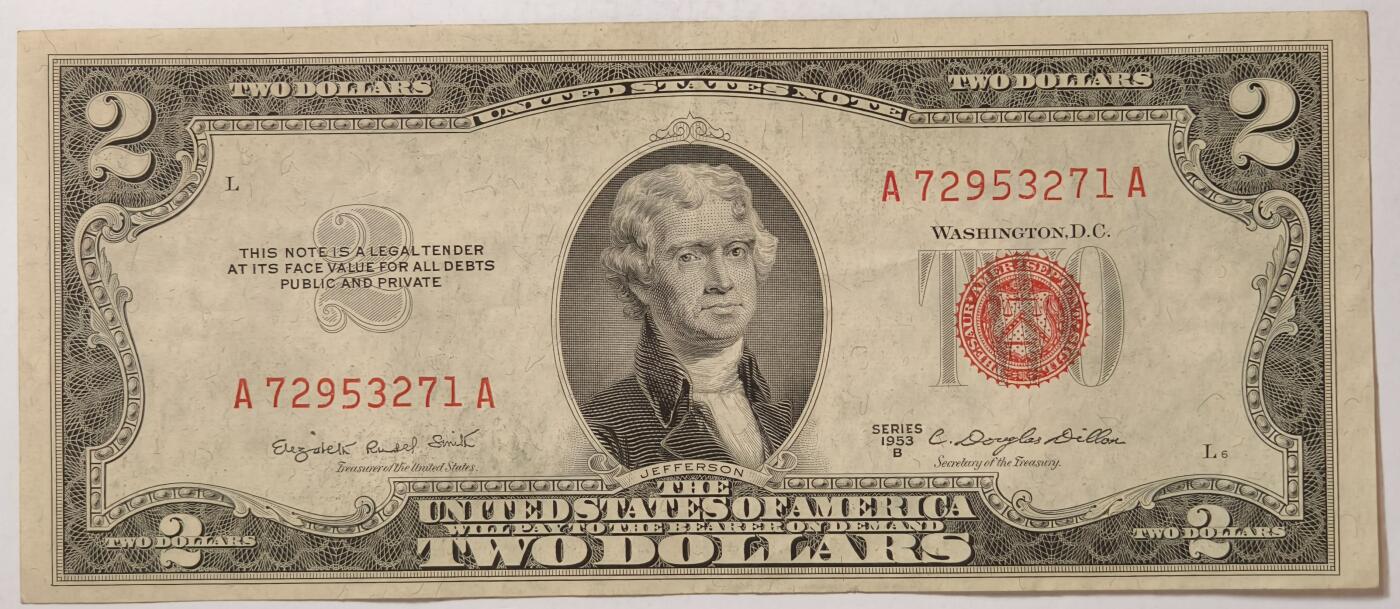 TWO DOLLARS
TWO DOLLARS
2
UNITED STATES NOTE
2
L
A 72953271 A
WASHINGTON, D.C.
2
THIS NOTE IS A LEGAL TENDER
AT ITS FACE VALUE FOR ALL DEBTS
PUBLIC AND PRIVATE
TWO
A 72953271 A
Elizabeth Rudel Smith
Treasurer of the United States.
SERIES
1953
B
C. Douglas Dillon
Secretary of the Treasury.
L 6
JEFFERSON
THE
UNITED STATES OF AMERICA
WILL PAY TO THE BEARER ON DEMAND
TWO DOLLARS
2
TWO DOLLARS
2
TWO DOLLARS